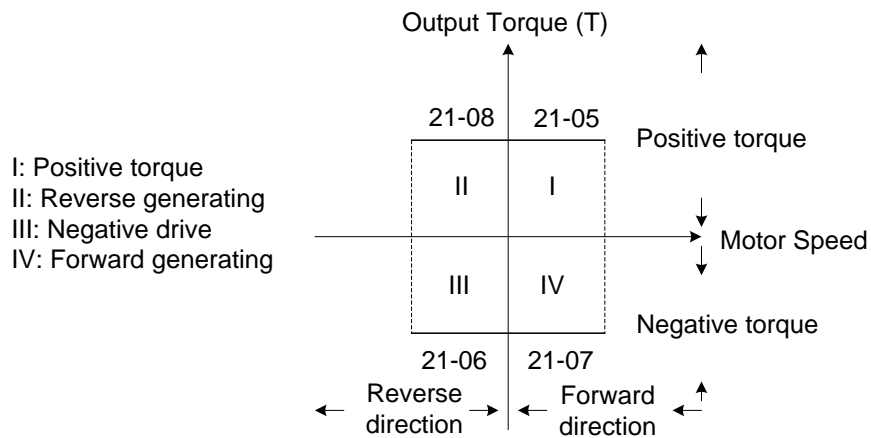 Output Torque (T)
21-08
21-05
Positive torque
I: Positive torque
II: Reverse generating
III: Negative drive
IV: Forward generating
II
I
Motor Speed
III
IV
Negative torque
21-06
21-07
Reverse
direction
Forward
direction